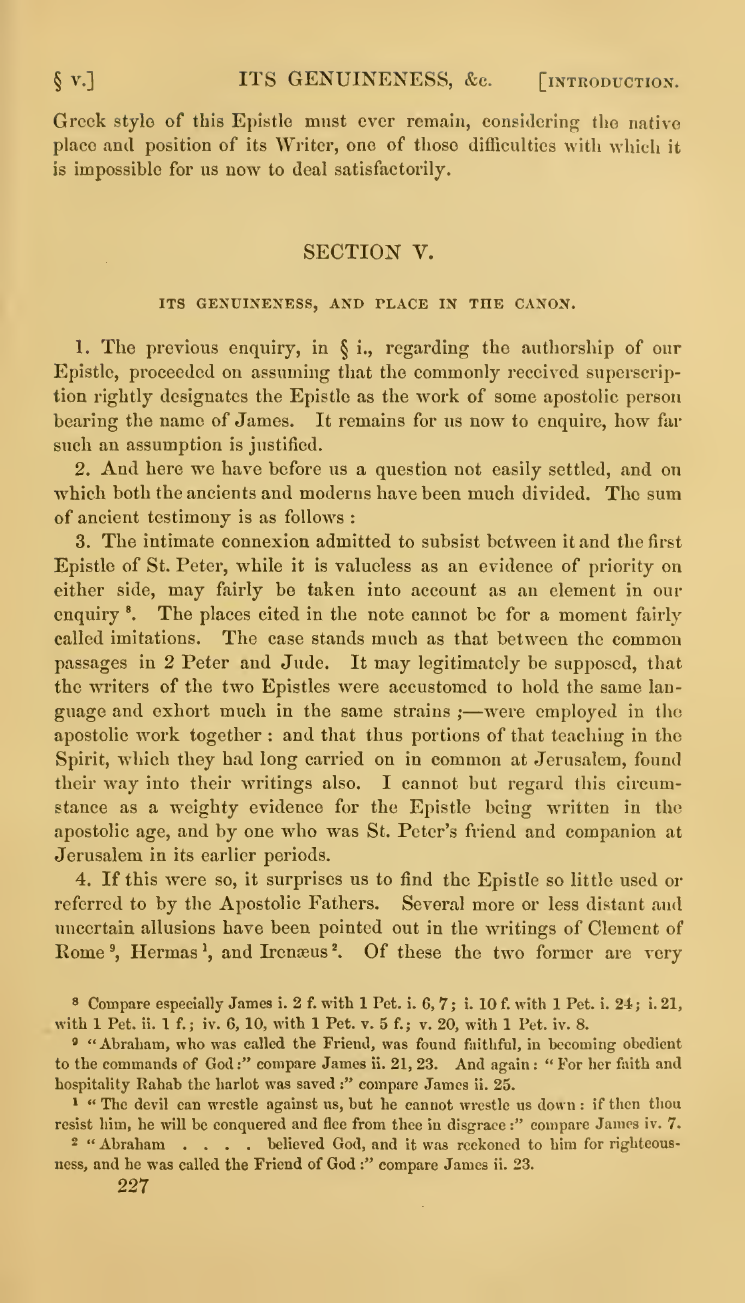 § v.] ITS GENUINENESS, &c. [INTRODUCTION.
Greek style of this Epistle must ever remain, considering the native
place and position of its Writer, one of those difficulties with which it
is impossible for us now to deal satisfactorily.
SECTION V.
ITS GENUINENESS, AND PLACE IN THE CANON.
1. The previous enquiry, in § i., regarding the authorship of our
Epistle, proceeded on assuming that the commonly received superscrip-
tion rightly designates the Epistle as the work of some apostolic person
bearing the name of James. It remains for us now to enquire, how far
such an assumption is justified.
2. And here we have before us a question not easily settled, and on
which both the ancients and moderns have been much divided. The sum
of ancient testimony is as follows :
3. The intimate connexion admitted to subsist between it and the first
Epistle of St. Peter, while it is valueless as an evidence of priority on
either side, may fairly be taken into account as an element in our
enquiry ⁸. The places cited in the note cannot be for a moment fairly
called imitations. The case stands much as that between the common
passages in 2 Peter and Jude. It may legitimately be supposed, that
the writers of the two Epistles were accustomed to hold the same lan-
guage and exhort much in the same strains ;—were employed in the
apostolic work together : and that thus portions of that teaching in the
Spirit, which they had long carried on in common at Jerusalem, found
their way into their writings also. I cannot but regard this circum-
stance as a weighty evidence for the Epistle being written in the
apostolic age, and by one who was St. Peter's friend and companion at
Jerusalem in its earlier periods.
4. If this were so, it surprises us to find the Epistle so little used or
referred to by the Apostolic Fathers. Several more or less distant and
uncertain allusions have been pointed out in the writings of Clement of
Rome ⁹, Hermas ¹, and Irenæus ². Of these the two former are very
⁸ Compare especially James i. 2 f. with 1 Pet. i. 6, 7 ; i. 10 f. with 1 Pet. i. 24 ; i. 21,
with 1 Pet. ii. 1 f. ; iv. 6, 10, with 1 Pet. v. 5 f. ; v. 20, with 1 Pet. iv. 8.
⁹ “ Abraham, who was called the Friend, was found faithful, in becoming obedient
to the commands of God :” compare James ii. 21, 23. And again : “ For her faith and
hospitality Rahab the harlot was saved :” compare James ii. 25.
¹ “ The devil can wrestle against us, but he cannot wrestle us down : if then thou
resist him, he will be conquered and flee from thee in disgrace :” compare James iv. 7.
² “ Abraham . . . . believed God, and it was reckoned to him for righteous-
ness, and he was called the Friend of God :” compare James ii. 23.
227